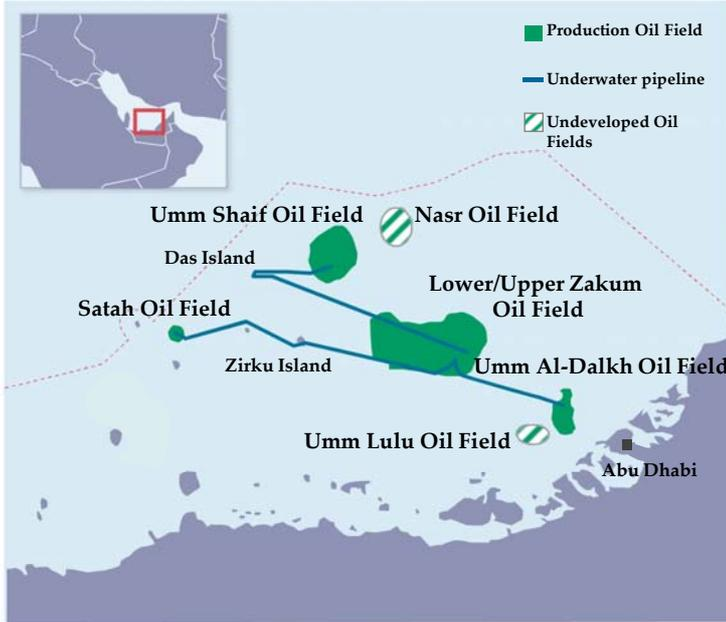 Production Oil Field
Underwater pipeline
Undeveloped Oil
Fields
Umm Shaif Oil Field
Nasr Oil Field
Das Island
Lower/Upper Zakum
Oil Field
Satah Oil Field
Zirku Island
Umm Al-Dalkh Oil Field
Umm Lulu Oil Field
Abu Dhabi